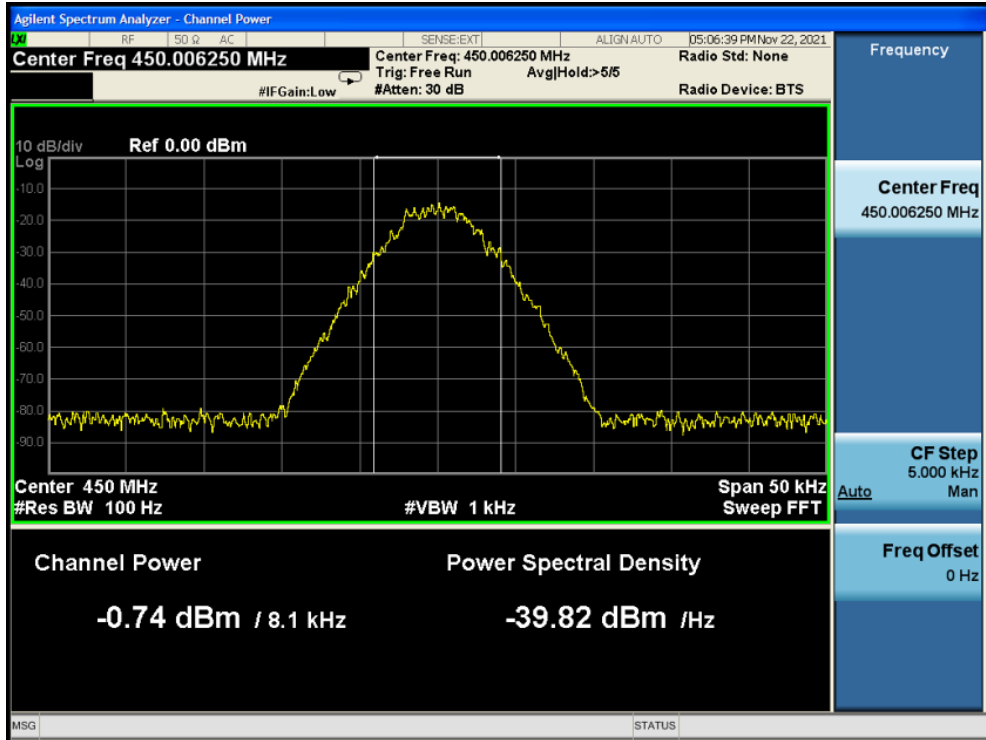 Agilent Spectrum Analyzer - Channel Power
LXI RF 50 Ω AC SENSE:EXT ALIGN AUTO 05:06:39 PM Nov 22, 2021
Center Freq 450.006250 MHz
Center Freq: 450.006250 MHz
Radio Std: None
Trig: Free Run Avg|Hold:>5/5
#IFGain:Low #Atten: 30 dB
Radio Device: BTS
10 dB/div Ref 0.00 dBm
Log
-10.0
-20.0
-30.0
-40.0
-50.0
-60.0
-70.0
-80.0
-90.0
Center 450 MHz Span 50 kHz
#Res BW 100 Hz #VBW 1 kHz Sweep FFT
Channel Power Power Spectral Density
-0.74 dBm / 8.1 kHz -39.82 dBm /Hz
MSG STATUS
Frequency
Center Freq
450.006250 MHz
CF Step
5.000 kHz
Auto Man
Freq Offset
0 Hz